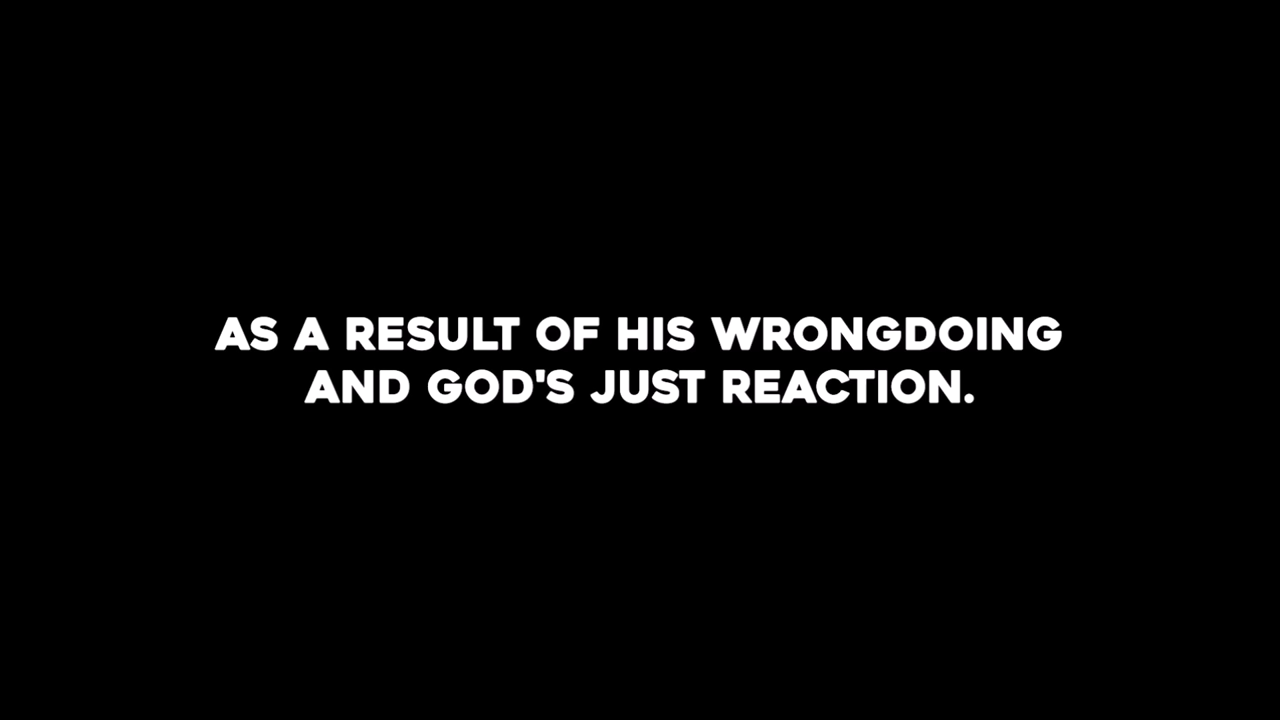 AS A RESULT OF HIS WRONGDOING
AND GOD'S JUST REACTION.